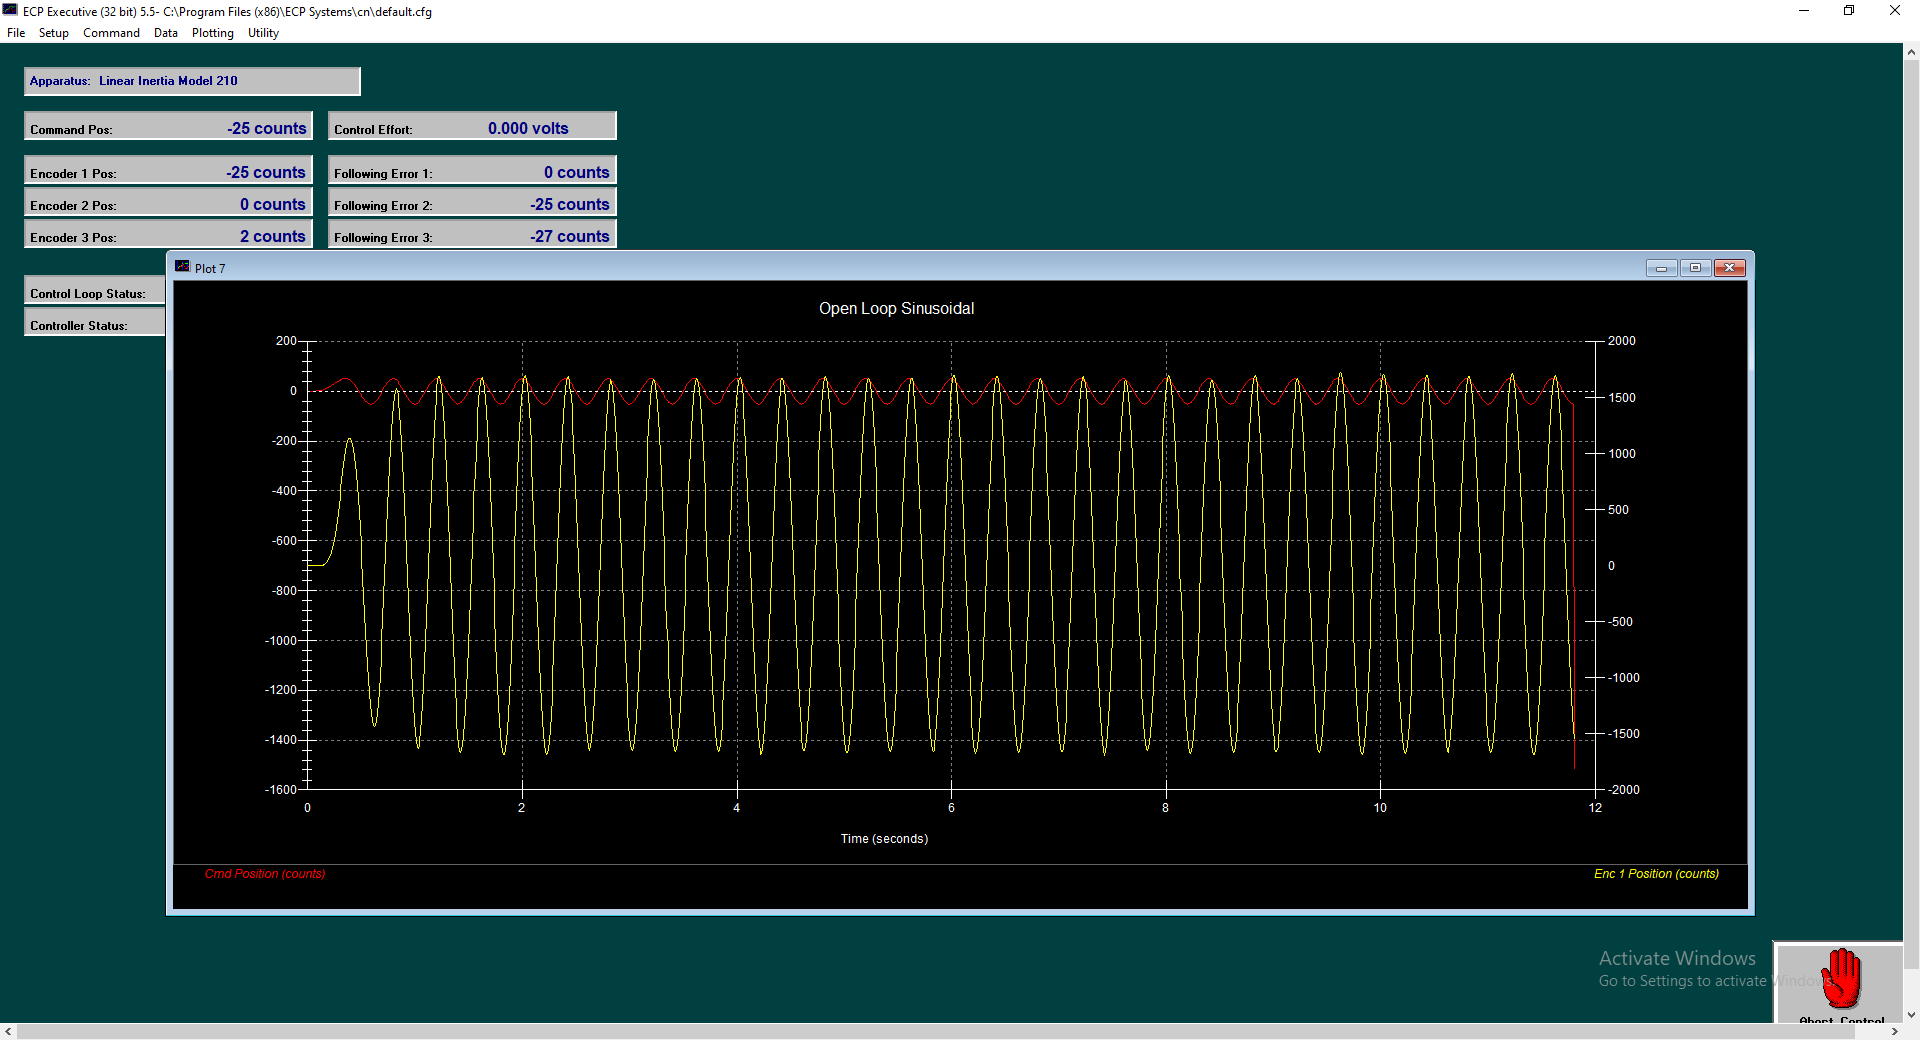 ECP Executive (32 bit) 5.5- C:\Program Files (x86)\ECP Systems\cn\default.cfg
File Setup Command Data Plotting Utility
Apparatus: Linear Inertia Model 210
Command Pos: -25 counts Control Effort: 0.000 volts
Encoder 1 Pos: -25 counts Following Error 1: 0 counts
Encoder 2 Pos: 0 counts Following Error 2: -25 counts
Encoder 3 Pos: 2 counts Following Error 3: -27 counts
Control Loop Status:
Controller Status:
Plot 7
Open Loop Sinusoidal
200
0
-200
-400
-600
-800
-1000
-1200
-1400
-1600
2000
1500
1000
500
0
-500
-1000
-1500
-2000
0 2 4 6 8 10 12
Time (seconds)
Cmd Position (counts)
Enc 1 Position (counts)
Activate Windows
Go to Settings to activate Windows.
Abort Control